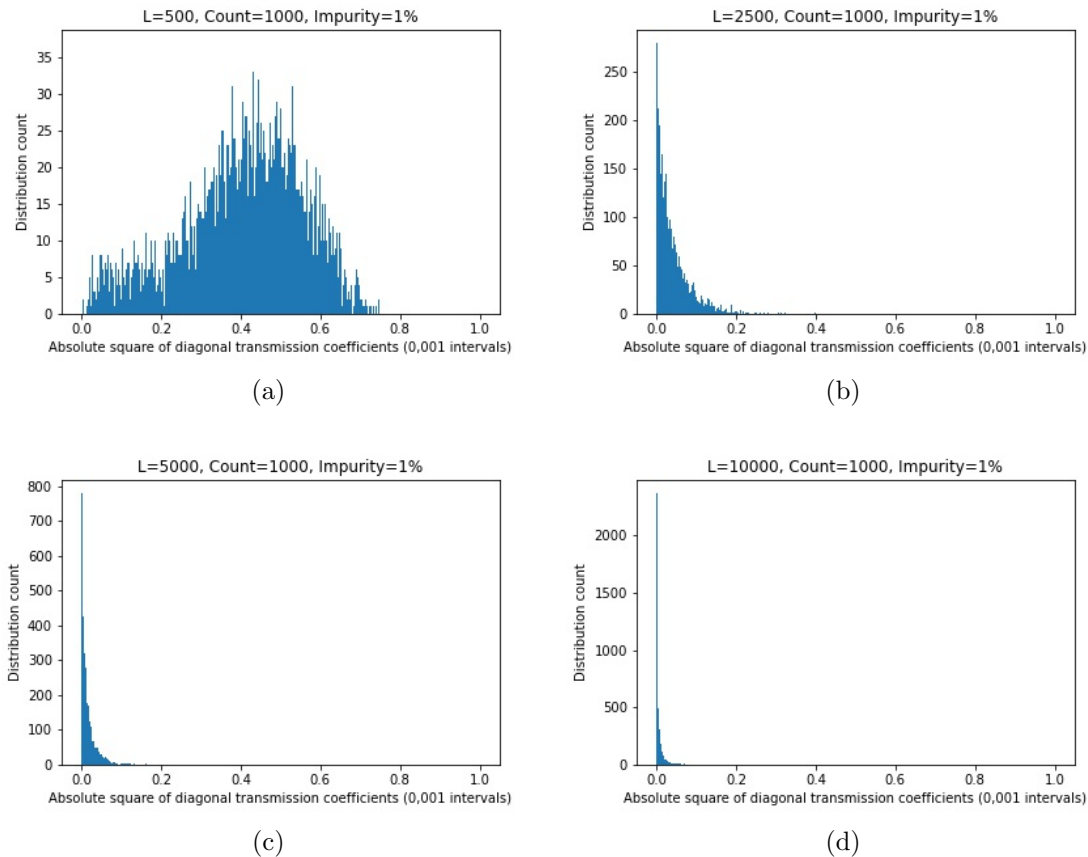 L=500, Count=1000, Impurity=1%
35
30
25
20
15
10
5
0
Distribution count
0.0 0.2 0.4 0.6 0.8 1.0
Absolute square of diagonal transmission coefficients (0,001 intervals)
(a)
L=2500, Count=1000, Impurity=1%
250
200
150
100
50
0
Distribution count
0.0 0.2 0.4 0.6 0.8 1.0
Absolute square of diagonal transmission coefficients (0,001 intervals)
(b)
L=5000, Count=1000, Impurity=1%
800
700
600
500
400
300
200
100
0
Distribution count
0.0 0.2 0.4 0.6 0.8 1.0
Absolute square of diagonal transmission coefficients (0,001 intervals)
(c)
L=10000, Count=1000, Impurity=1%
2000
1500
1000
500
0
Distribution count
0.0 0.2 0.4 0.6 0.8 1.0
Absolute square of diagonal transmission coefficients (0,001 intervals)
(d)